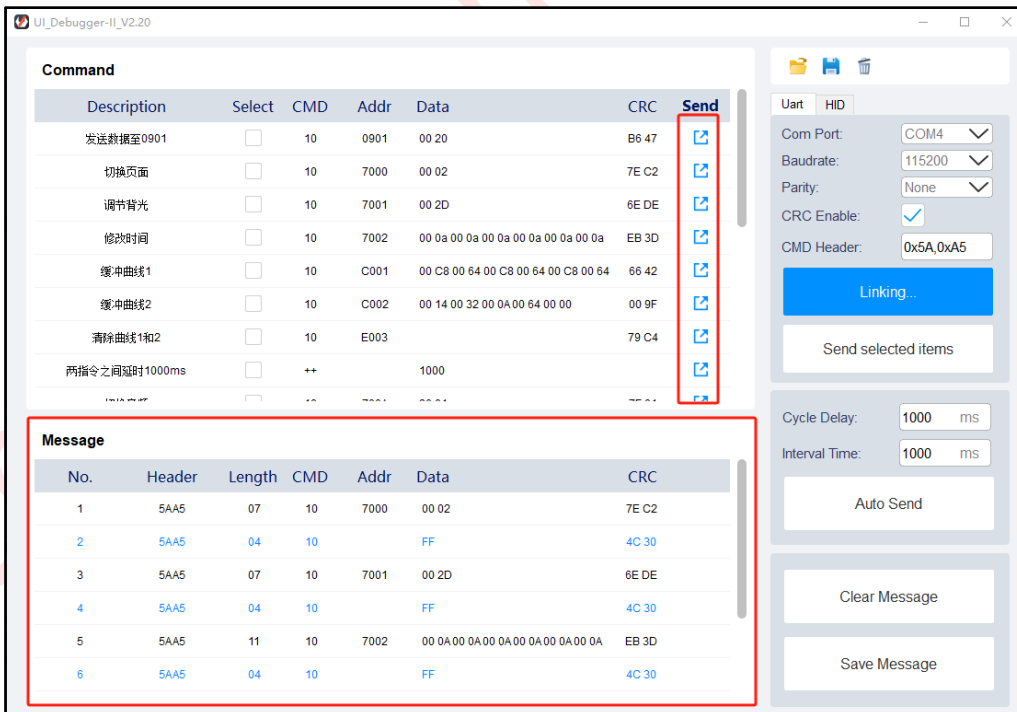 UI_Debugger-II_V2.20
Command
Description Select CMD Addr Data CRC Send
发送数据至0901 10 0901 00 20 B6 47
切换页面 10 7000 00 02 7E C2
调节背光 10 7001 00 2D 6E DE
修改时间 10 7002 00 0a 00 0a 00 0a 00 0a 00 0a 00 0a EB 3D
缓冲曲线1 10 C001 00 C8 00 64 00 C8 00 64 00 C8 00 64 66 42
缓冲曲线2 10 C002 00 14 00 32 00 0A 00 64 00 00 00 9F
清除曲线1和2 10 E003 79 C4
两指令之间延时1000ms ++ 1000
Message
No. Header Length CMD Addr Data CRC
1 5AA5 07 10 7000 00 02 7E C2
2 5AA5 04 10 FF 4C 30
3 5AA5 07 10 7001 00 2D 6E DE
4 5AA5 04 10 FF 4C 30
5 5AA5 11 10 7002 00 0A 00 0A 00 0A 00 0A 00 0A 00 0A EB 3D
6 5AA5 04 10 FF 4C 30
Uart HID
Com Port: COM4
Baudrate: 115200
Parity: None
CRC Enable:
CMD Header: 0x5A,0xA5
Linking...
Send selected items
Cycle Delay: 1000 ms
Interval Time: 1000 ms
Auto Send
Clear Message
Save Message